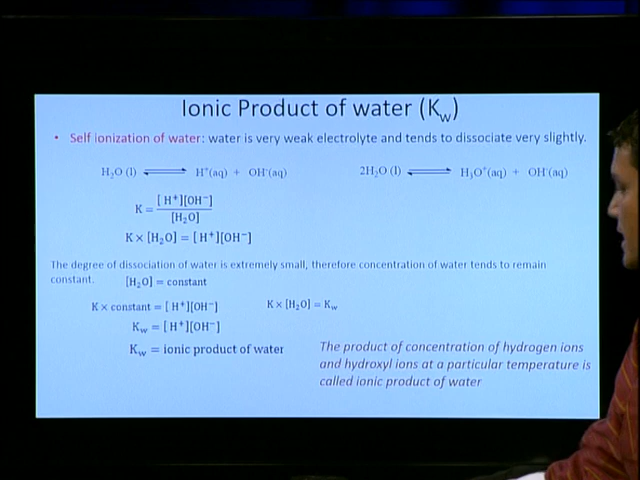 Ionic Product of water (Kw)
• Self ionization of water: water is very weak electrolyte and tends to dissociate very slightly.
H₂O (l) ⇌ H⁺(aq) + OH⁻(aq) 2H₂O (l) ⇌ H₃O⁺(aq) + OH⁻(aq)
K = [H⁺][OH⁻] / [H₂O]
K × [H₂O] = [H⁺][OH⁻]
The degree of dissociation of water is extremely small, therefore concentration of water tends to remain
constant. [H₂O] = constant
K × constant = [H⁺][OH⁻] K × [H₂O] = Kw
Kw = [H⁺][OH⁻]
Kw = ionic product of water
The product of concentration of hydrogen ions
and hydroxyl ions at a particular temperature is
called ionic product of water